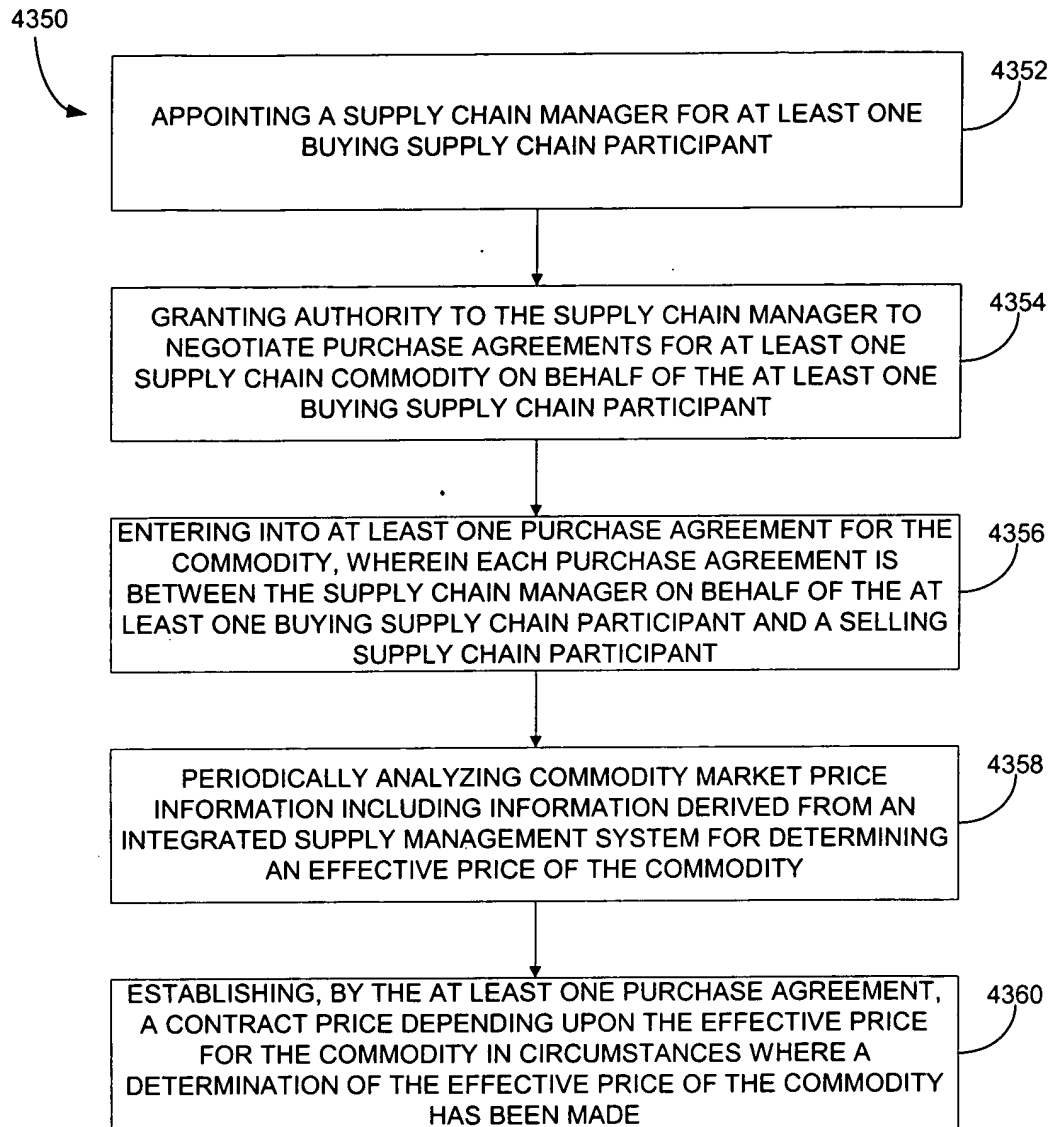 4350
4352
APPOINTING A SUPPLY CHAIN MANAGER FOR AT LEAST ONE
BUYING SUPPLY CHAIN PARTICIPANT
4354
GRANTING AUTHORITY TO THE SUPPLY CHAIN MANAGER TO
NEGOTIATE PURCHASE AGREEMENTS FOR AT LEAST ONE
SUPPLY CHAIN COMMODITY ON BEHALF OF THE AT LEAST ONE
BUYING SUPPLY CHAIN PARTICIPANT
4356
ENTERING INTO AT LEAST ONE PURCHASE AGREEMENT FOR THE
COMMODITY, WHEREIN EACH PURCHASE AGREEMENT IS
BETWEEN THE SUPPLY CHAIN MANAGER ON BEHALF OF THE AT
LEAST ONE BUYING SUPPLY CHAIN PARTICIPANT AND A SELLING
SUPPLY CHAIN PARTICIPANT
4358
PERIODICALLY ANALYZING COMMODITY MARKET PRICE
INFORMATION INCLUDING INFORMATION DERIVED FROM AN
INTEGRATED SUPPLY MANAGEMENT SYSTEM FOR DETERMINING
AN EFFECTIVE PRICE OF THE COMMODITY
4360
ESTABLISHING, BY THE AT LEAST ONE PURCHASE AGREEMENT,
A CONTRACT PRICE DEPENDING UPON THE EFFECTIVE PRICE
FOR THE COMMODITY IN CIRCUMSTANCES WHERE A
DETERMINATION OF THE EFFECTIVE PRICE OF THE COMMODITY
HAS BEEN MADE